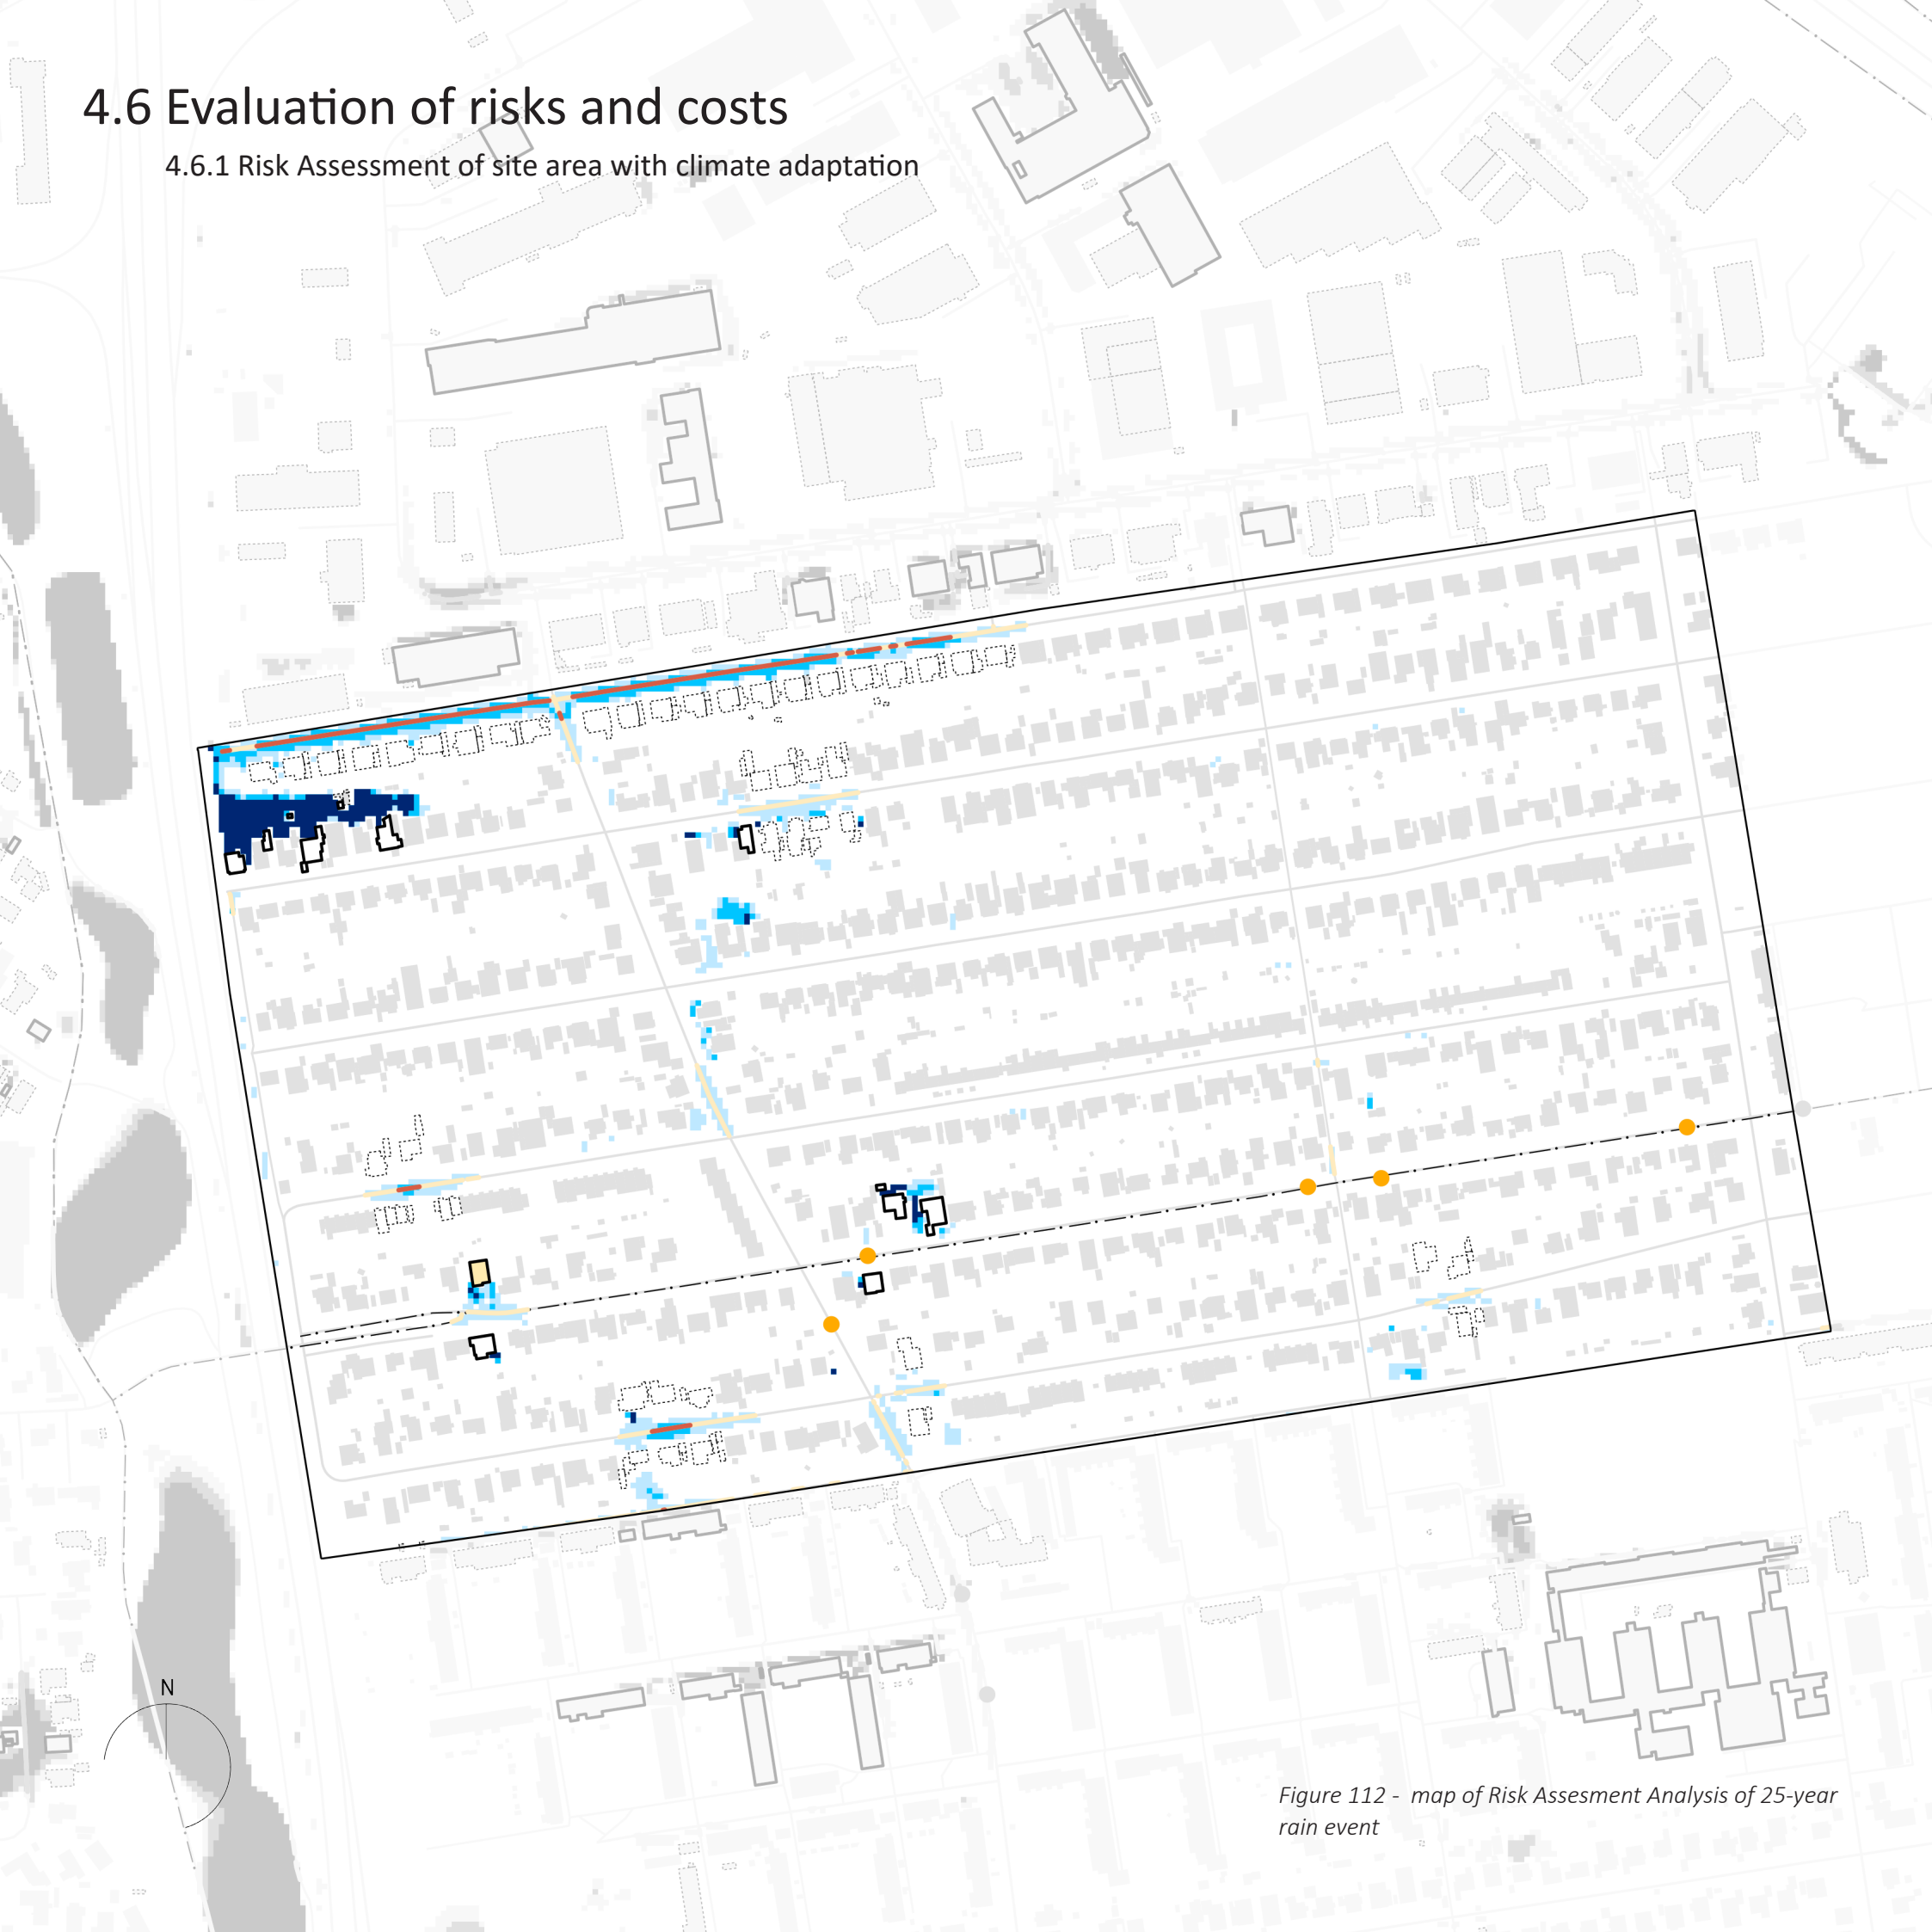 4.6 Evaluation of risks and costs
4.6.1 Risk Assessment of site area with climate adaptation
N
Figure 112 -  map of Risk Assesment Analysis of 25-year
rain event